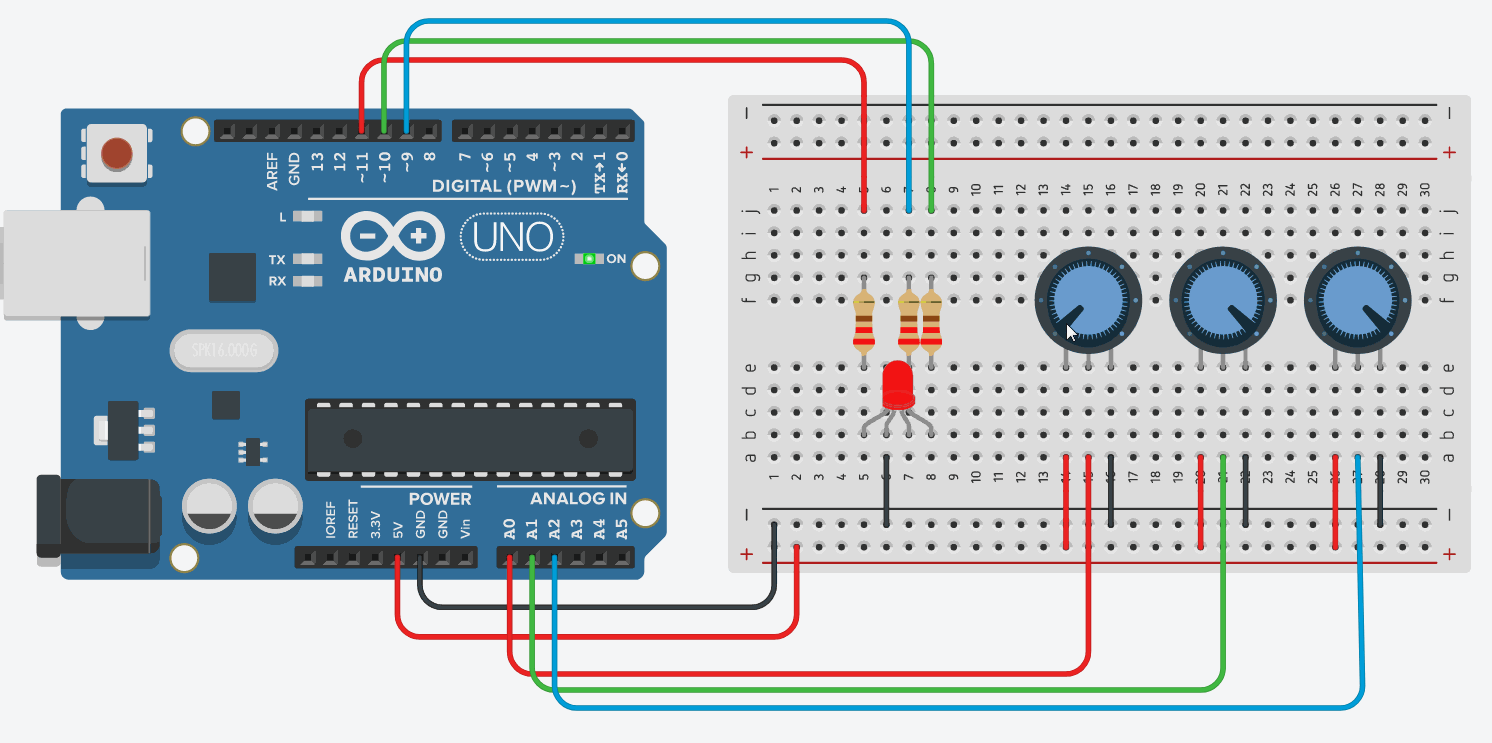 AREF
GND
13
12
~11
~10
~9
8
7
~6
~5
4
~3
2
TX→1
RX←0
DIGITAL (PWM~)
L
TX
RX
ARDUINO
UNO
ON
SPK16.000G
POWER
ANALOG IN
IOREF
RESET
3.3V
5V
GND
GND
Vin
A0
A1
A2
A3
A4
A5
− −
+ +
1 2 3 4 5 6 7 8 9 10 11 12 13 14 15 16 17 18 19 20 21 22 23 24 25 26 27 28 29 30
j j
i i
h h
g g
f f
e e
d d
c c
b b
a a
1 2 3 4 5 6 7 8 9 10 11 12 13 14 15 16 17 18 19 20 21 22 23 24 25 26 27 28 29 30
− −
+ +